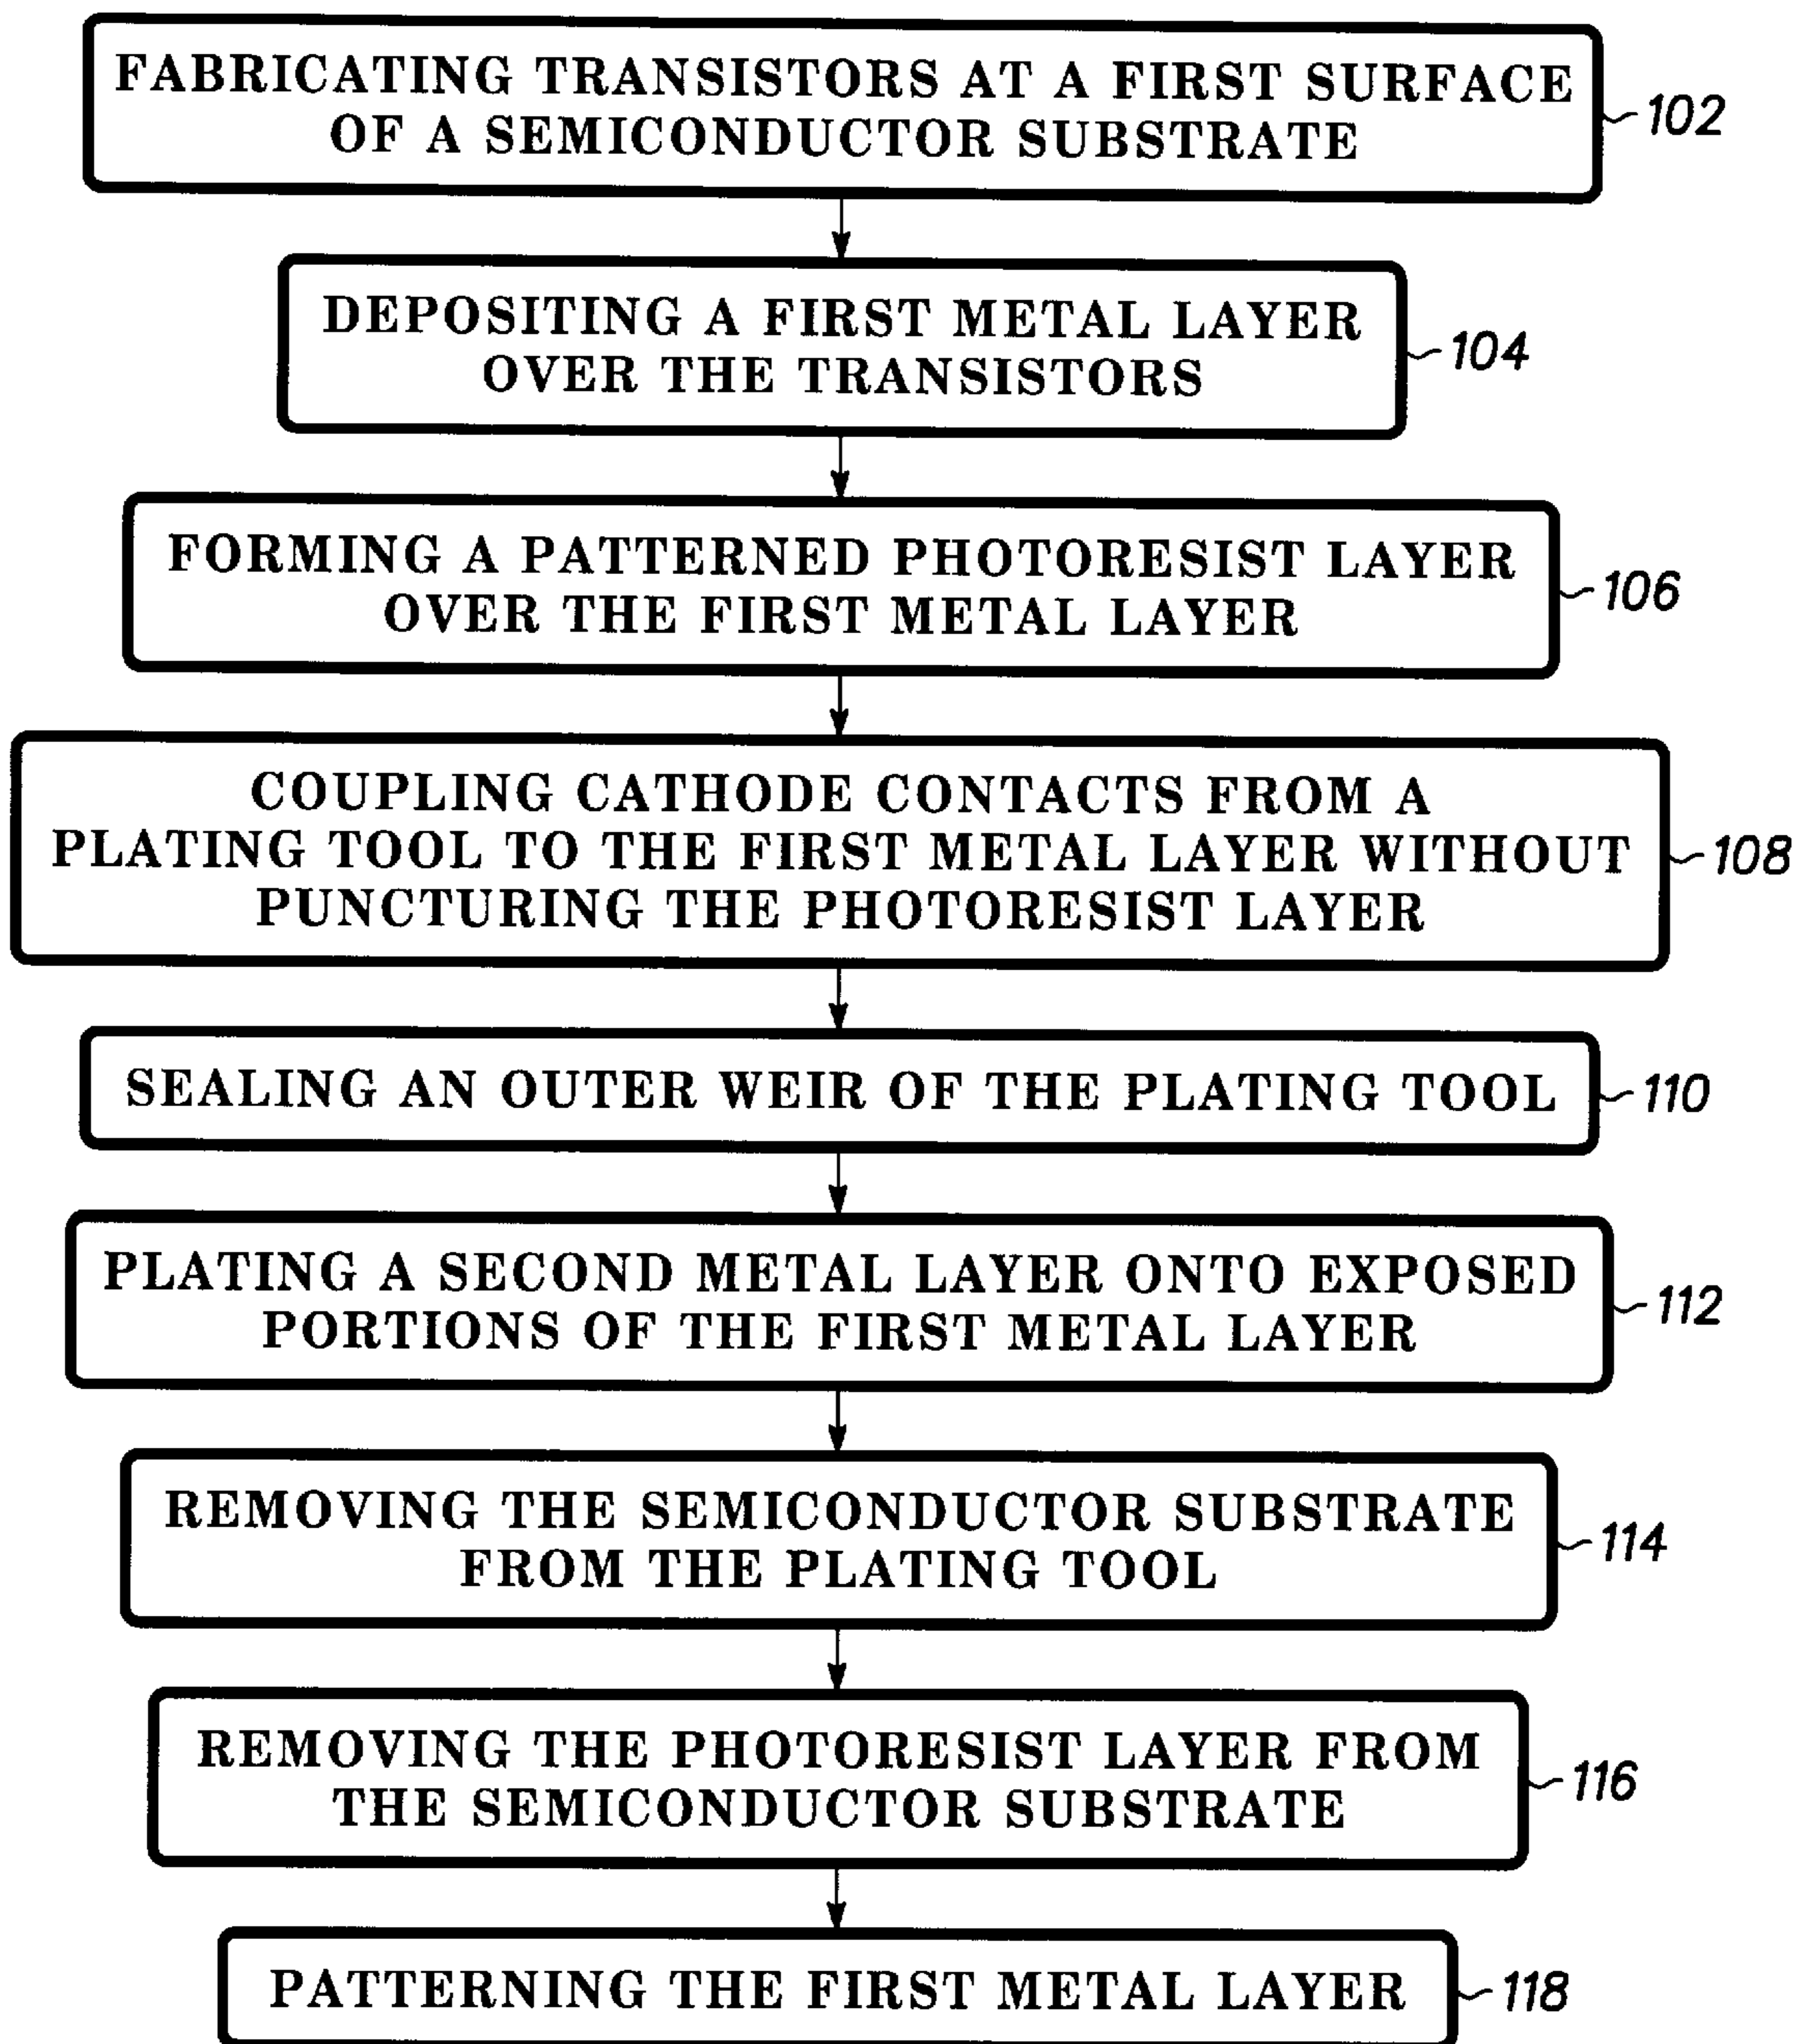 FABRICATING TRANSISTORS AT A FIRST SURFACE
OF A SEMICONDUCTOR SUBSTRATE
102
DEPOSITING A FIRST METAL LAYER
OVER THE TRANSISTORS
104
FORMING A PATTERNED PHOTORESIST LAYER
OVER THE FIRST METAL LAYER
106
COUPLING CATHODE CONTACTS FROM A
PLATING TOOL TO THE FIRST METAL LAYER WITHOUT
PUNCTURING THE PHOTORESIST LAYER
108
SEALING AN OUTER WEIR OF THE PLATING TOOL
110
PLATING A SECOND METAL LAYER ONTO EXPOSED
PORTIONS OF THE FIRST METAL LAYER
112
REMOVING THE SEMICONDUCTOR SUBSTRATE
FROM THE PLATING TOOL
114
REMOVING THE PHOTORESIST LAYER FROM
THE SEMICONDUCTOR SUBSTRATE
116
PATTERNING THE FIRST METAL LAYER
118